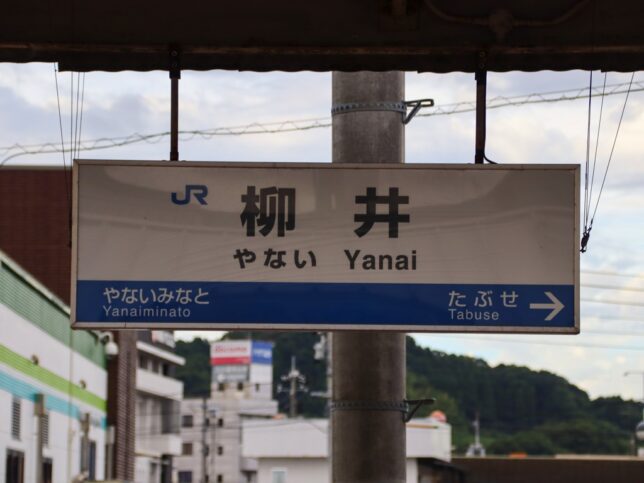 JR
柳井
やない Yanai
やないみなと たぶせ
Yanaiminato Tabuse